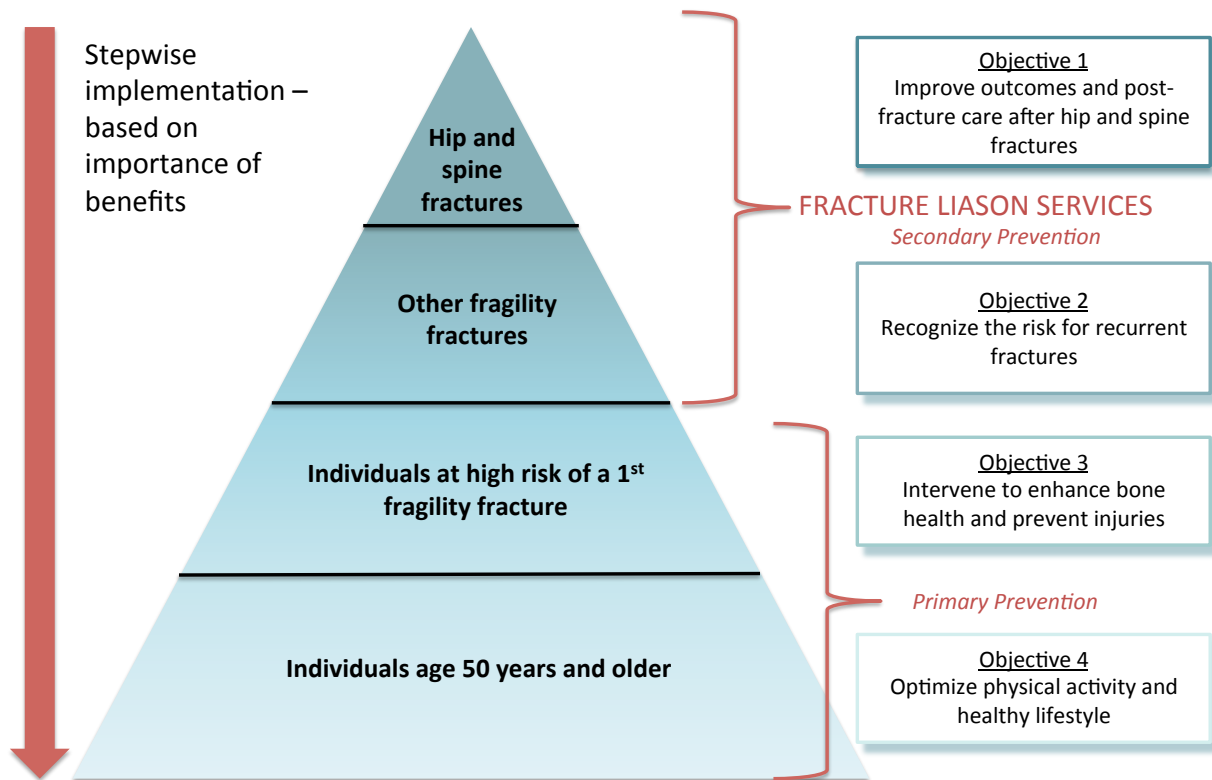 Stepwise
implementation –
based on
importance of
benefits
Hip and
spine
fractures
Other fragility
fractures
Individuals at high risk of a 1st
fragility fracture
Individuals age 50 years and older
Objective 1
Improve outcomes and post-
fracture care after hip and spine
fractures
FRACTURE LIASON SERVICES
Secondary Prevention
Objective 2
Recognize the risk for recurrent
fractures
Objective 3
Intervene to enhance bone
health and prevent injuries
Primary Prevention
Objective 4
Optimize physical activity and
healthy lifestyle